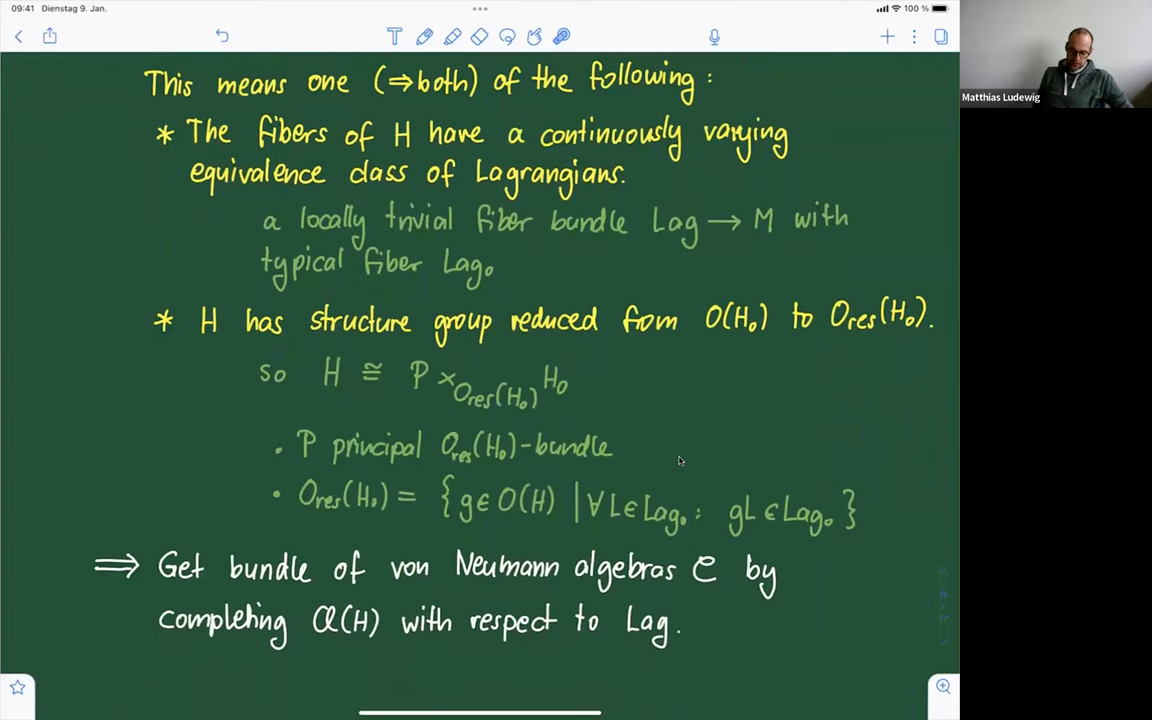 09:41 Dienstag 9. Jan.
100 %
This means one (⇒both) of the following:
* The fibers of H have a continuously varying
equivalence class of Lagrangians.
a locally trivial fiber bundle Lag → M with
typical fiber Lag₀
* H has structure group reduced from O(H₀) to O_res(H₀).
so H ≅ P ×_{O_res(H₀)} H₀
• P principal O_res(H₀)-bundle
• O_res(H₀) = {g ∈ O(H) | ∀L ∈ Lag₀: gL ∈ Lag₀}
⇒ Get bundle of von Neumann algebras C by
completing Cl(H) with respect to Lag.
Matthias Ludewig